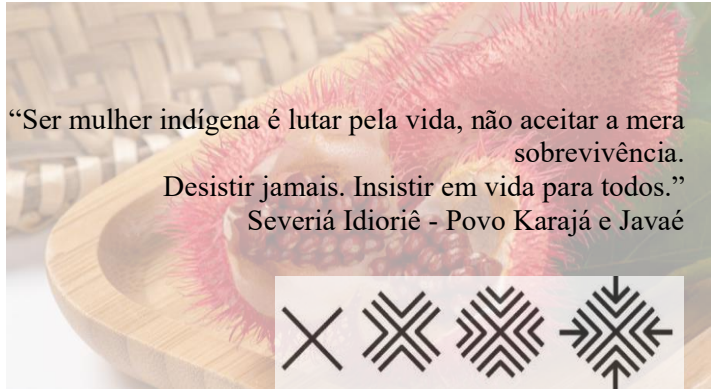 “Ser mulher indígena é lutar pela vida, não aceitar a mera
sobrevivência.
Desistir jamais. Insistir em vida para todos.”
Severiá Idioriê - Povo Karajá e Javaé